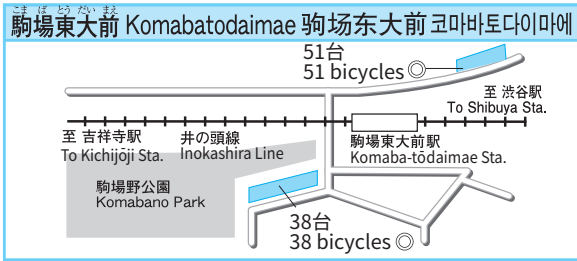 こまばとうだいまえ
駒場東大前 Komabatodaimae 驹场东大前 코마바토다이마에
51台
51 bicycles ◎
至 渋谷駅
To Shibuya Sta.
至 吉祥寺駅
To Kichijōji Sta.
井の頭線
Inokashira Line
駒場東大前駅
Komaba-tōdaimae Sta.
駒場野公園
Komabano Park
38台
38 bicycles ◎